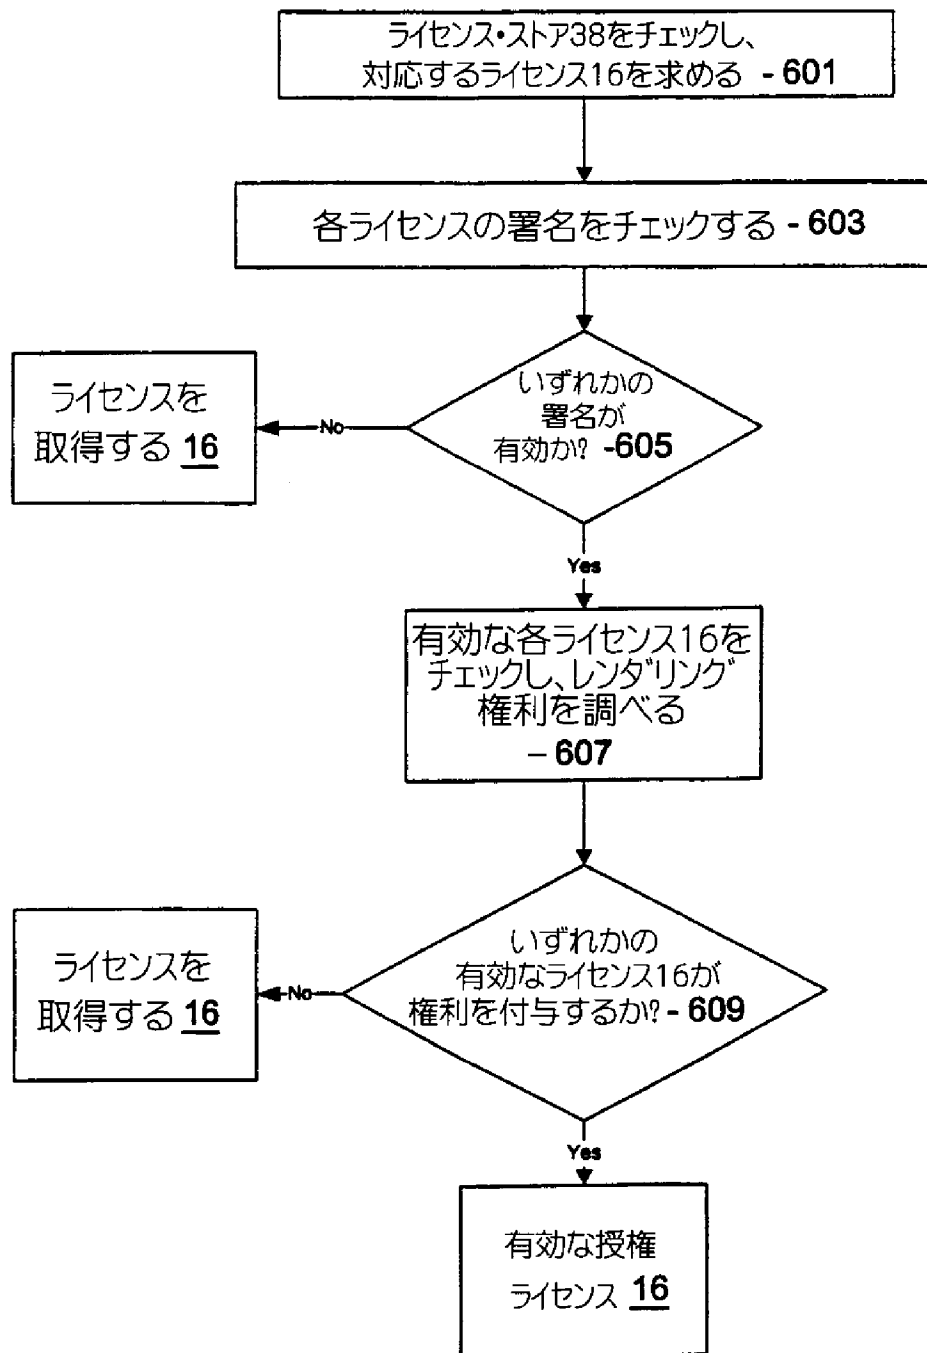 ライセンス・ストア38をチェックし、
対応するライセンス16を求める - 601
各ライセンスの署名をチェックする - 603
いずれかの
署名が
有効か? -605
No
ライセンスを
取得する 16
Yes
有効な各ライセンス16を
チェックし、レンダリング
権利を調べる
– 607
いずれかの
有効なライセンス16が
権利を付与するか? - 609
No
ライセンスを
取得する 16
Yes
有効な授権
ライセンス 16